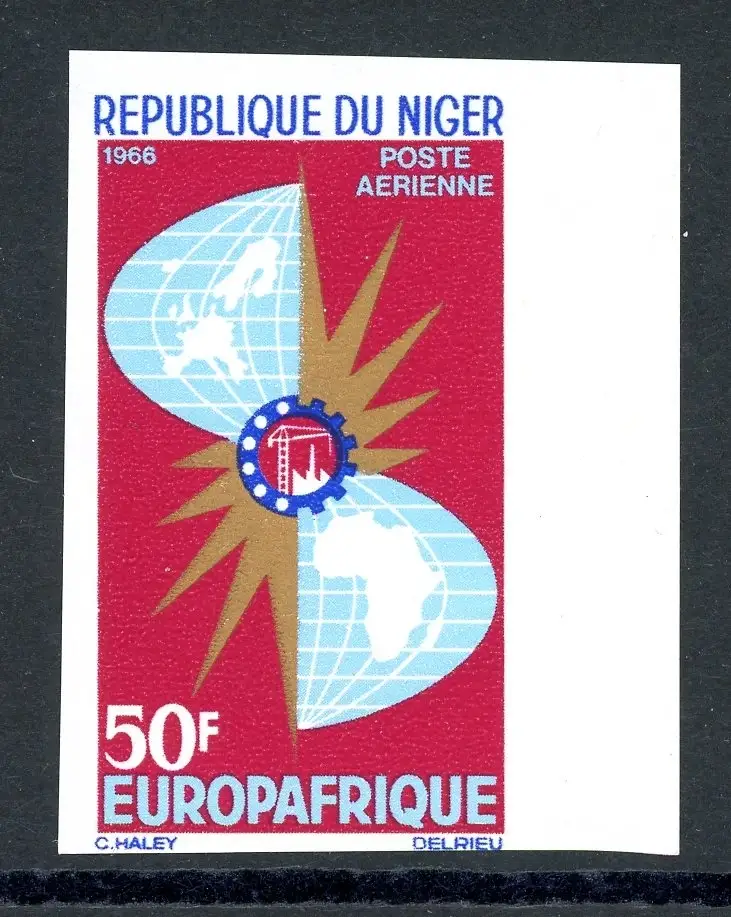 REPUBLIQUE DU NIGER
1966
POSTE
AERIENNE
50F
EUROPAFRIQUE
C.HALEY DELRIEU